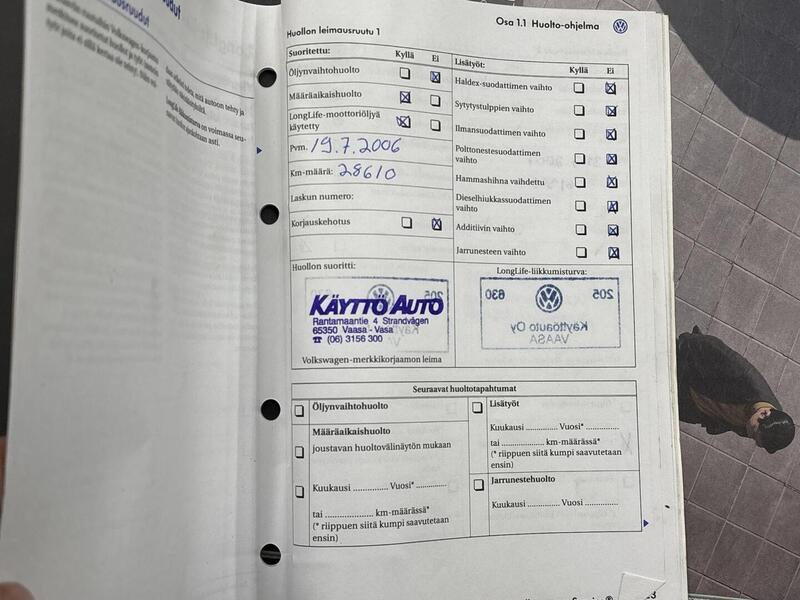 Osa 1.1 Huolto-ohjelma
Huollon leimausruutu 1
Suoritettu: Kyllä Ei
Öljynvaihtohuolto
Määräaikaishuolto
LongLife-moottoriöljyä
käytetty
Pvm. 19.7.2006
Km-määrä: 28610
Laskun numero:
Korjauskehotus
Lisätyöt: Kyllä Ei
Haldex-suodattimen vaihto
Sytytystulppien vaihto
Ilmansuodattimen vaihto
Polttonestesuodattimen
vaihto
Hammashihna vaihdettu
Dieselhiukkassuodattimen
vaihto
Additiivin vaihto
Jarrunesteen vaihto
Huollon suoritti:
KÄYTTÖ AUTO
Rantamaantie 4 Strandvägen
65350 Vaasa - Vasa
☎ (06) 3156 300
Volkswagen-merkkikorjaamon leima
LongLife-liikkumisturva:
205 630
Käyttöauto Oy
VAASA
Seuraavat huoltotapahtumat
Öljynvaihtohuolto
Määräaikaishuolto
joustavan huoltovälinäytön mukaan
Kuukausi .............. Vuosi* ..............
tai .................... km-määrässä*
(* riippuen siitä kumpi saavutetaan
ensin)
Lisätyöt
Kuukausi ............. Vuosi* ...............
tai .................... km-määrässä*
(* riippuen siitä kumpi saavutetaan
ensin)
Jarrunestehuolto
Kuukausi ............. Vuosi ...............